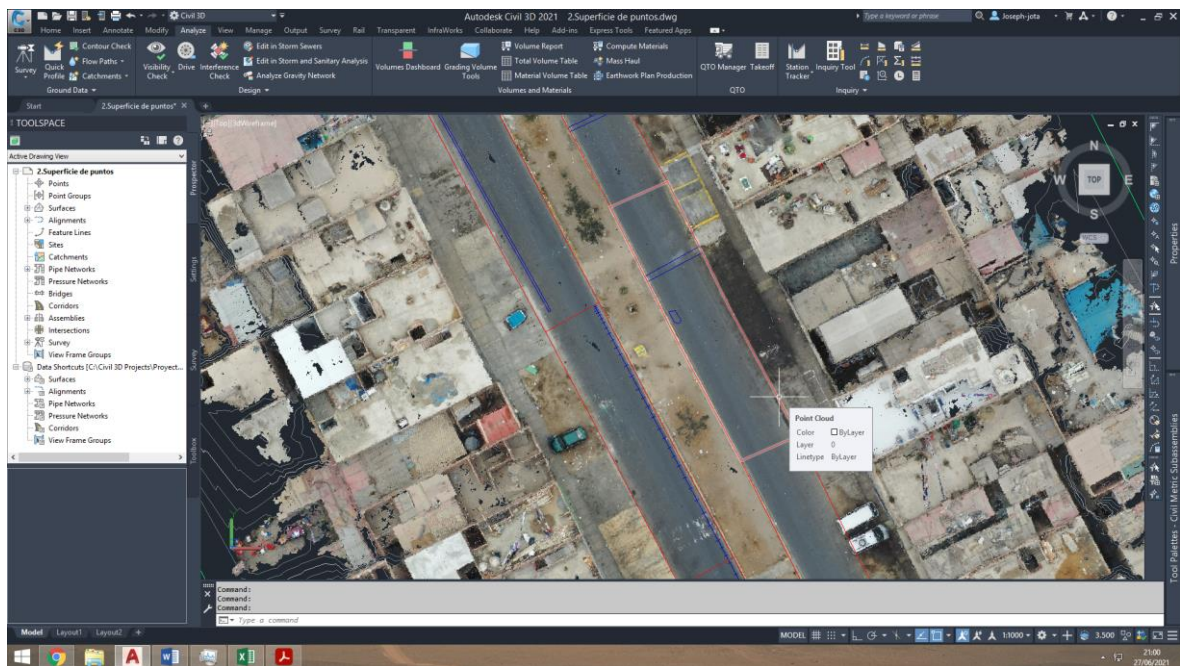 C
C3D
Civil 3D
Autodesk Civil 3D 2021 2.Superficie de puntos.dwg
Type a keyword or phrase
Joseph-jota
Home Insert Annotate Modify Analyze View Manage Output Survey Rail Transparent InfraWorks Collaborate Help Add-ins Express Tools Featured Apps
Survey
Quick Profile
Contour Check
Flow Paths
Catchments
Ground Data
Visibility Check
Drive
Interference Check
Edit in Storm Sewers
Edit in Storm and Sanitary Analysis
Analyze Gravity Network
Design
Volumes Dashboard
Grading Volume Tools
Volume Report
Total Volume Table
Material Volume Table
Compute Materials
Mass Haul
Earthwork Plan Production
Volumes and Materials
QTO Manager
Takeoff
QTO
Station Tracker
Inquiry Tool
Inquiry
Start
2.Superficie de puntos*
TOOLSPACE
Active Drawing View
2.Superficie de puntos
Points
Point Groups
Surfaces
Alignments
Feature Lines
Sites
Catchments
Pipe Networks
Pressure Networks
Bridges
Corridors
Assemblies
Intersections
Survey
View Frame Groups
Data Shortcuts [C:\Civil 3D Projects\Proyect...
Surfaces
Alignments
Pipe Networks
Pressure Networks
Corridors
View Frame Groups
Prospector
Settings
Survey
Toolbox
[-][Top][3dWireframe]
N
W
TOP
E
S
WCS
Point Cloud
Color ByLayer
Layer 0
Linetype ByLayer
Properties
Tool Palettes - Civil Metric Subassemblies
Command:
Command:
Command:
Type a command
Model Layout1 Layout2 +
MODEL
1:1000
3.500
21:00
27/06/2021